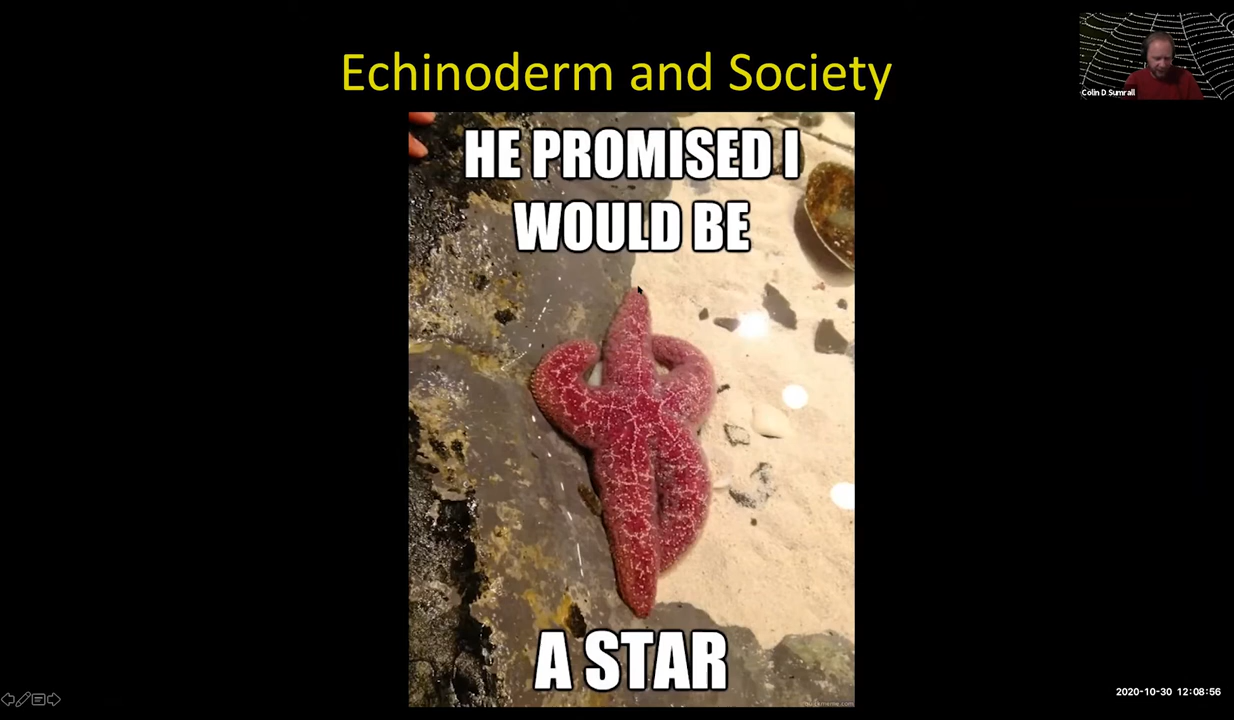 Echinoderm and Society
Colin D Sumrall
HE PROMISED I
WOULD BE
A STAR
2020-10-30 12:08:56